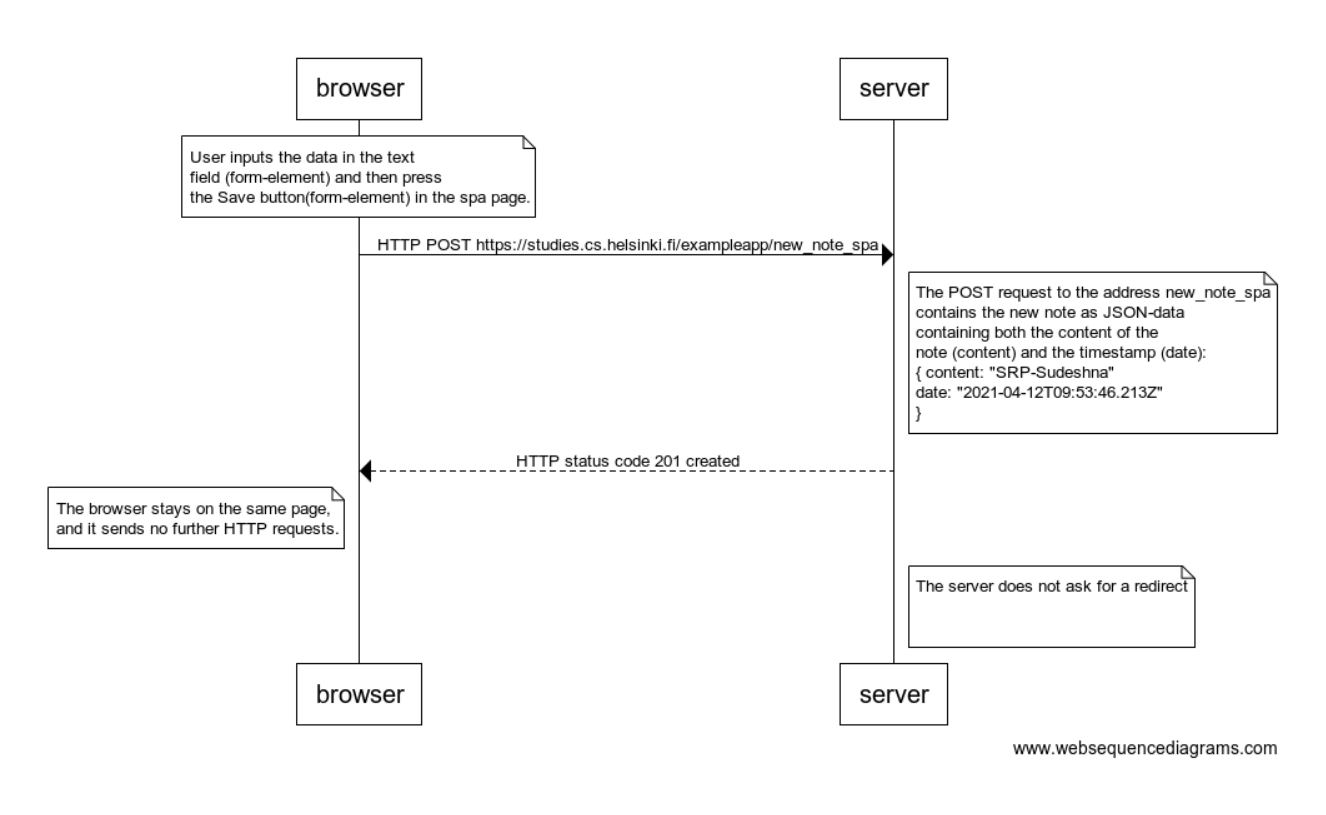 browser
server
User inputs the data in the text
field (form-element) and then press
the Save button(form-element) in the spa page.
HTTP POST https://studies.cs.helsinki.fi/exampleapp/new_note_spa
The POST request to the address new_note_spa
contains the new note as JSON-data
containing both the content of the
note (content) and the timestamp (date):
{ content: "SRP-Sudeshna"
date: "2021-04-12T09:53:46.213Z"
}
HTTP status code 201 created
The browser stays on the same page,
and it sends no further HTTP requests.
The server does not ask for a redirect
browser
server
www.websequencediagrams.com